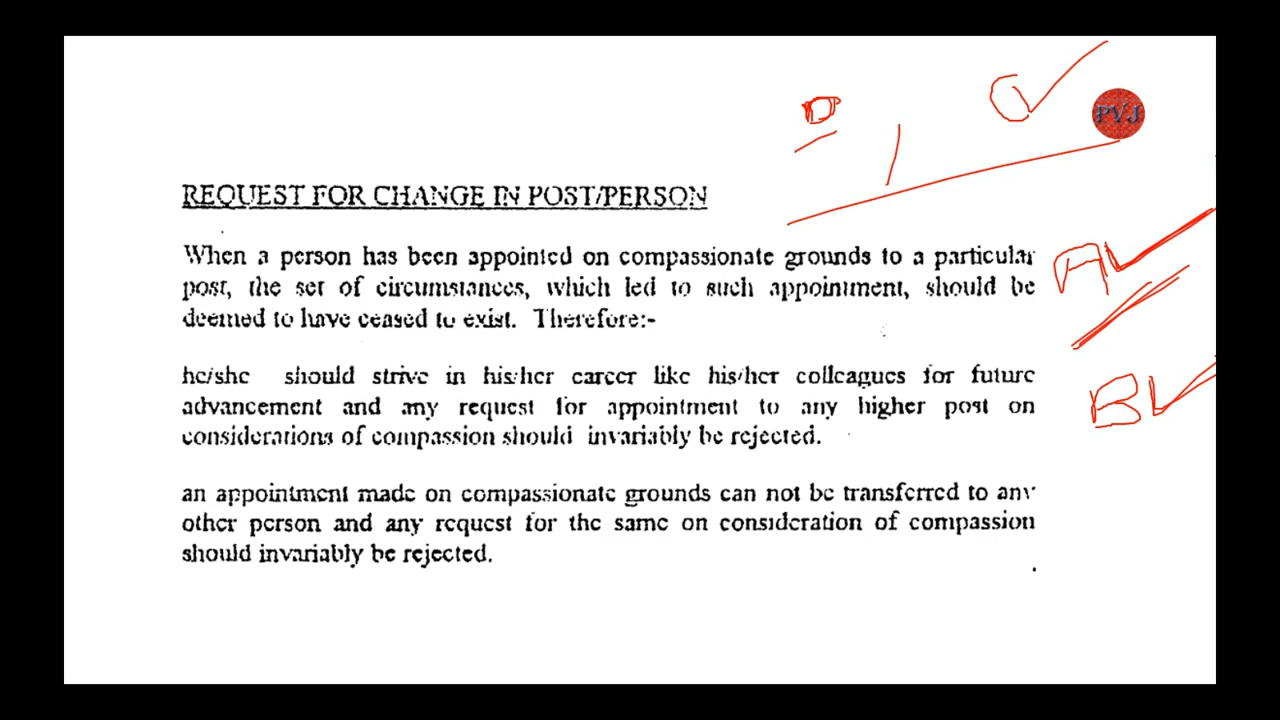 PVJ
REQUEST FOR CHANGE IN POST/PERSON
When a person has been appointed on compassionate grounds to a particular
post, the set of circumstances, which led to such appointment, should be
deemed to have ceased to exist. Therefore:-
he/she should strive in his/her career like his/her colleagues for future
advancement and any request for appointment to any higher post on
considerations of compassion should invariably be rejected.
an appointment made on compassionate grounds can not be transferred to any
other person and any request for the same on consideration of compassion
should invariably be rejected.
A
B